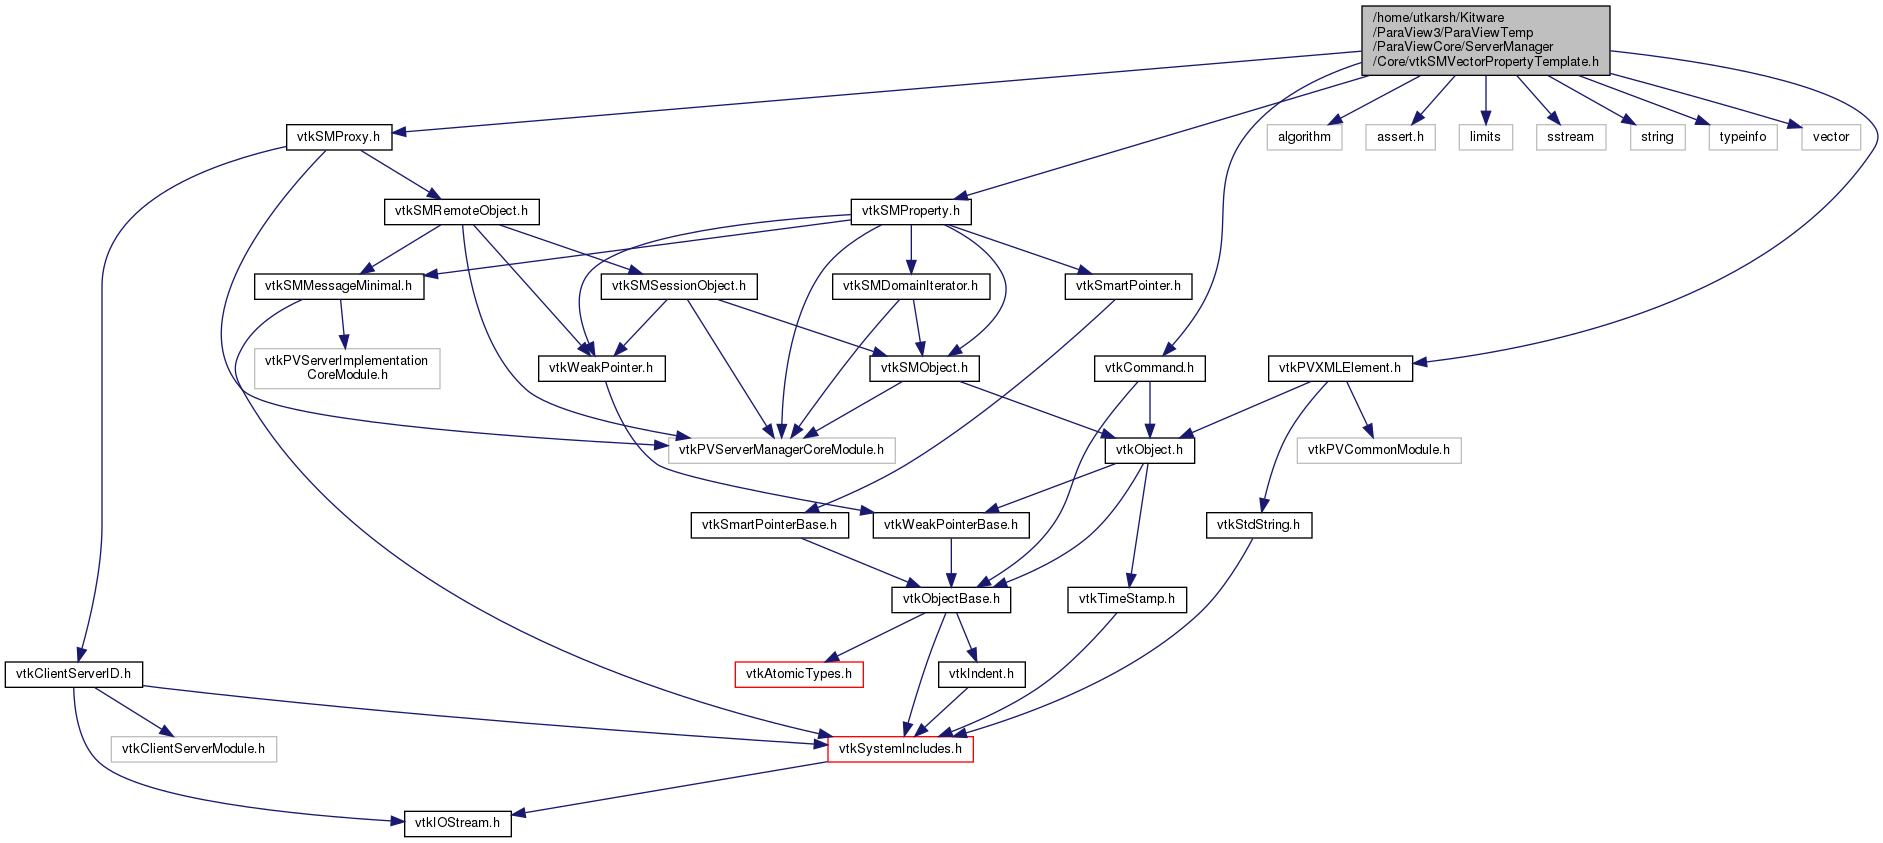 /home/utkarsh/Kitware
/ParaView3/ParaViewTemp
/ParaViewCore/ServerManager
/Core/vtkSMVectorPropertyTemplate.h
vtkSMProxy.h
algorithm
assert.h
limits
sstream
string
typeinfo
vector
vtkSMRemoteObject.h
vtkSMProperty.h
vtkSMMessageMinimal.h
vtkSMSessionObject.h
vtkSMDomainIterator.h
vtkSmartPointer.h
vtkPVServerImplementation
CoreModule.h
vtkWeakPointer.h
vtkSMObject.h
vtkCommand.h
vtkPVXMLElement.h
vtkPVServerManagerCoreModule.h
vtkObject.h
vtkPVCommonModule.h
vtkSmartPointerBase.h
vtkWeakPointerBase.h
vtkStdString.h
vtkObjectBase.h
vtkTimeStamp.h
vtkClientServerID.h
vtkAtomicTypes.h
vtkIndent.h
vtkClientServerModule.h
vtkSystemIncludes.h
vtkIOStream.h